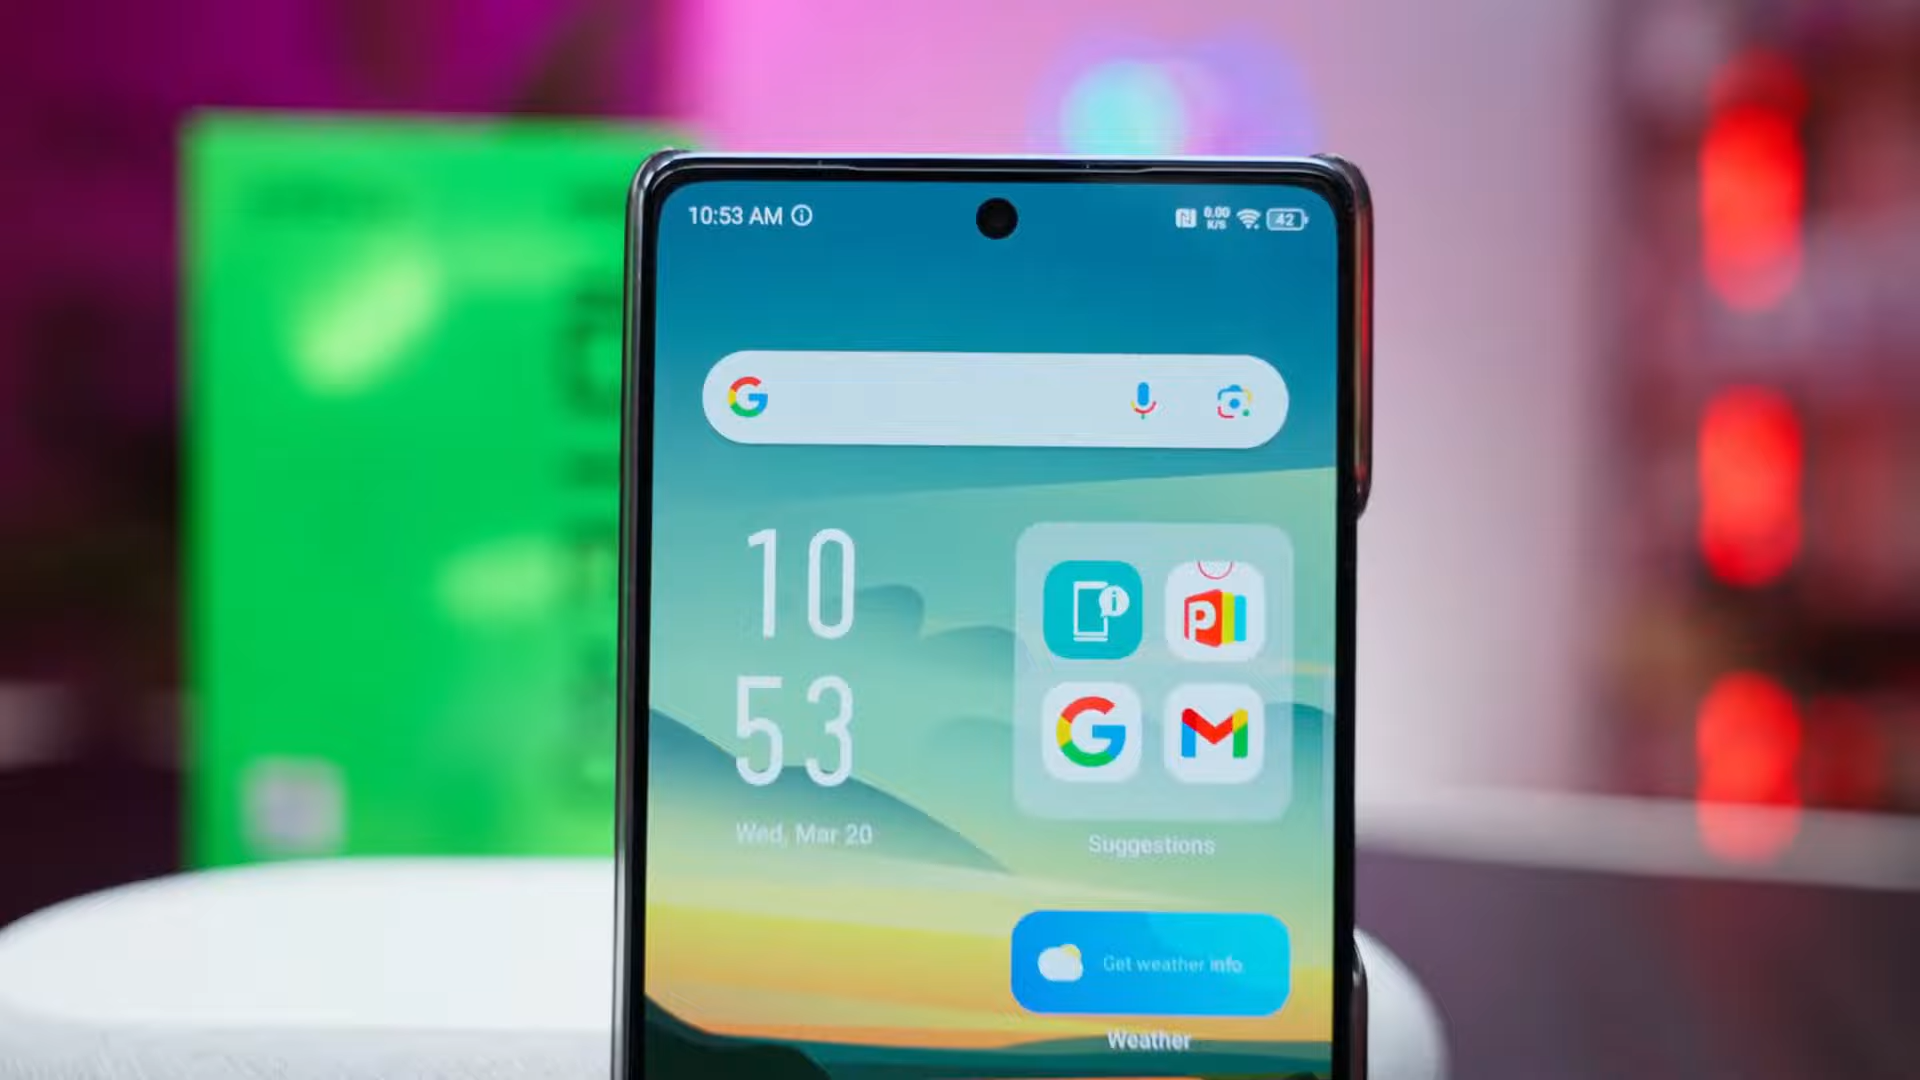 10:53 AM
0.00
K/S
42
10
53
Wed, Mar 20
Suggestions
Get weather info
Weather